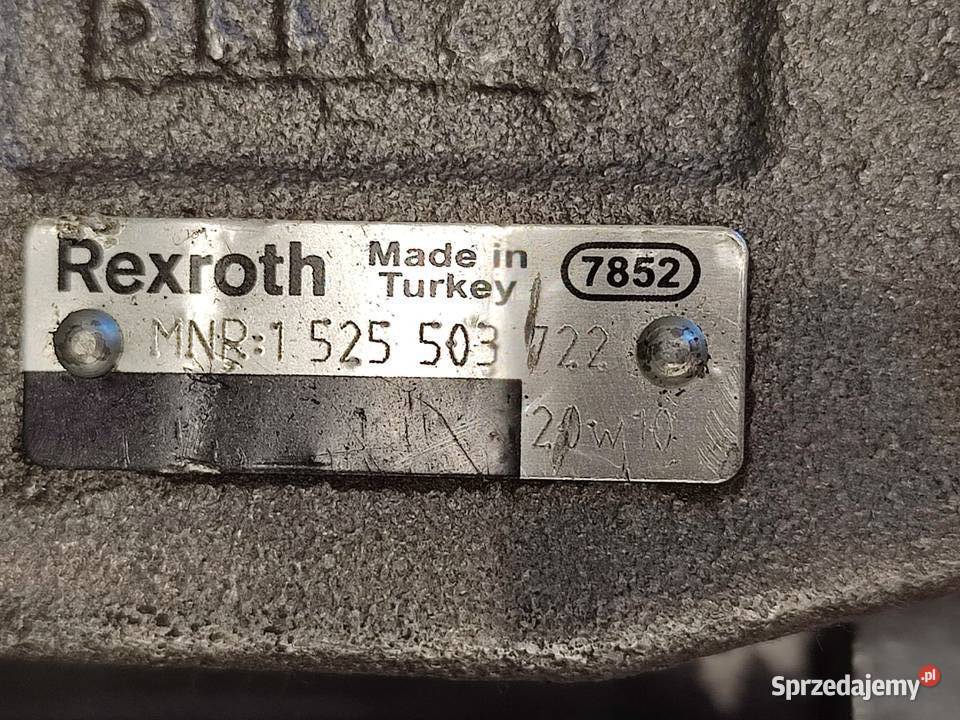 Rexroth
Made in
Turkey
7852
MNR:1 525 503 722
20w10
Sprzedajemy.pl